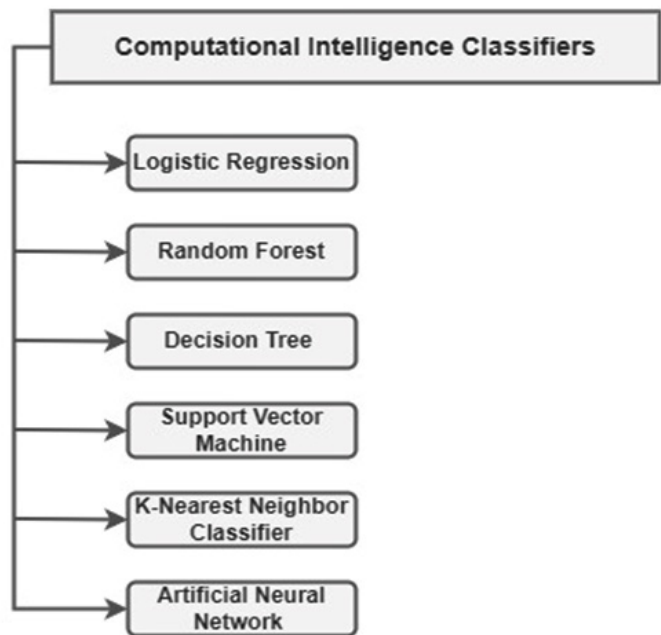 Computational Intelligence Classifiers
Logistic Regression
Random Forest
Decision Tree
Support Vector
Machine
K-Nearest Neighbor
Classifier
Artificial Neural
Network